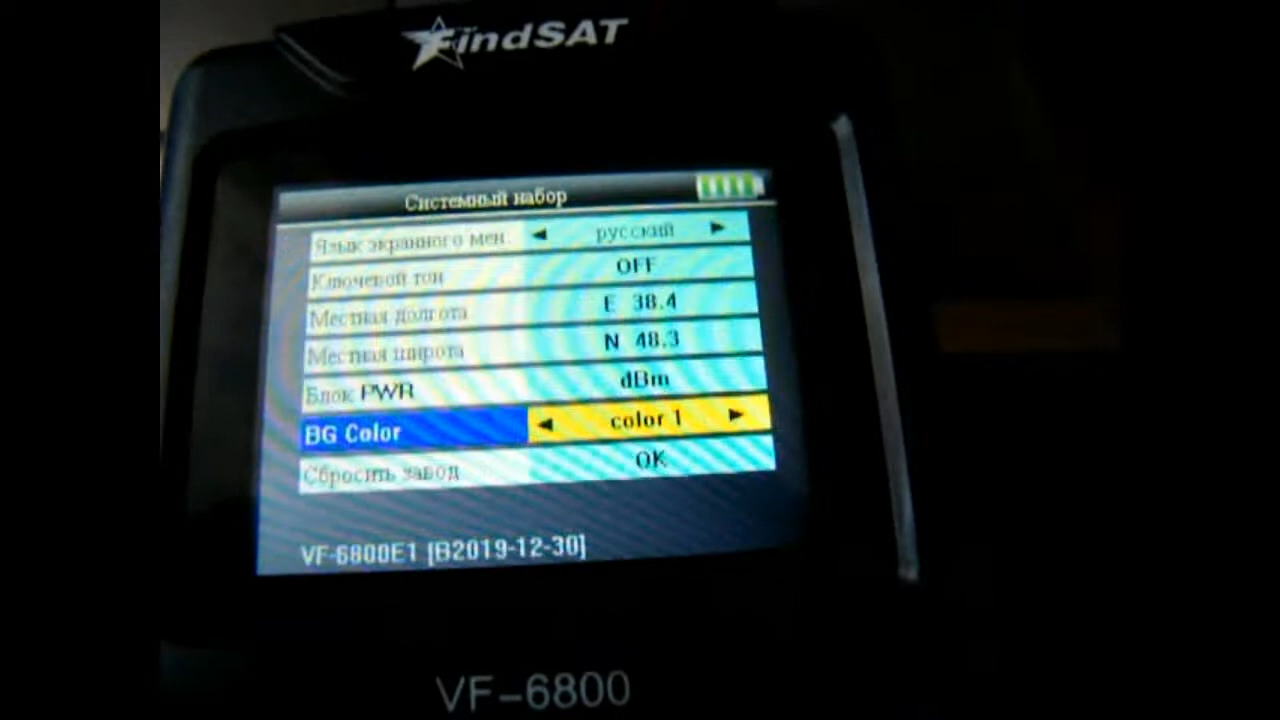 FindSAT
Системный набор
Язык экранного мен. русский
Ключевой тон OFF
Местная долгота E 38.4
Местная широта N 48.3
Блок PWR dBm
BG Color color 1
Сбросить завод OK
VF-6800E1 [B2019-12-30]
VF-6800